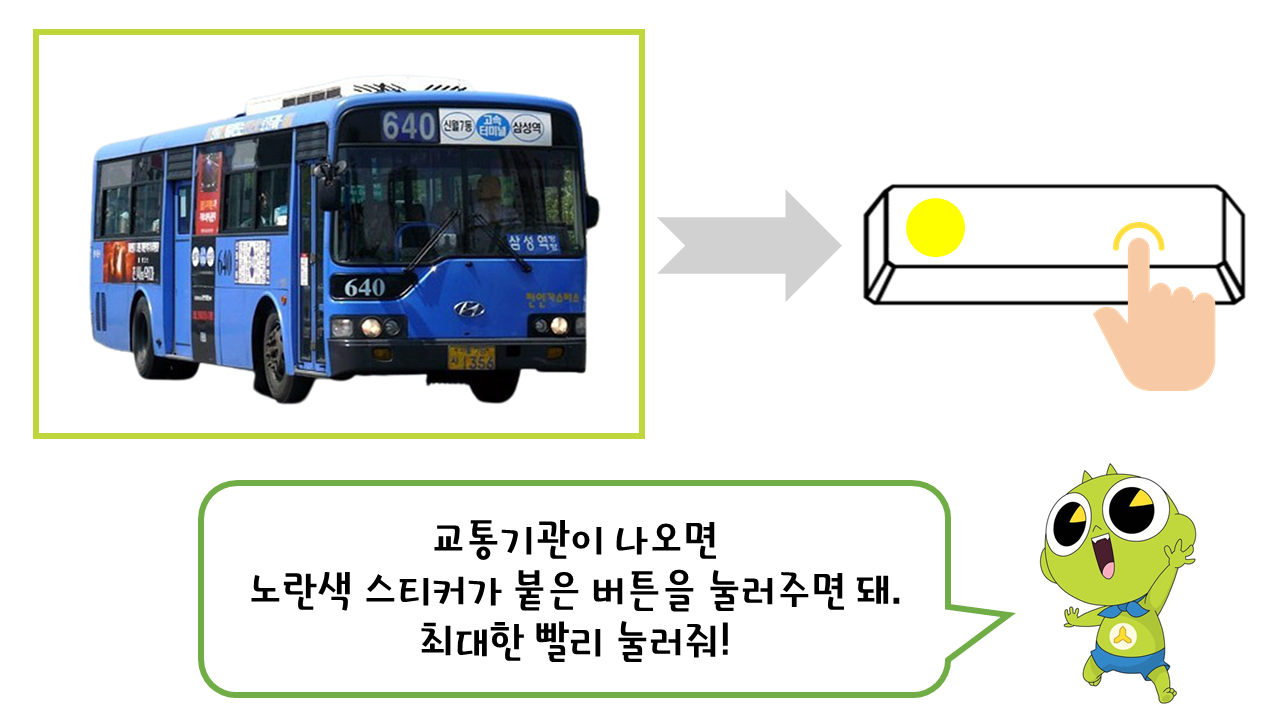 640 신월7동 고속터미널 삼성역
삼성역
640
640
1356
교통기관이 나오면
노란색 스티커가 붙은 버튼을 눌러주면 돼.
최대한 빨리 눌러줘!